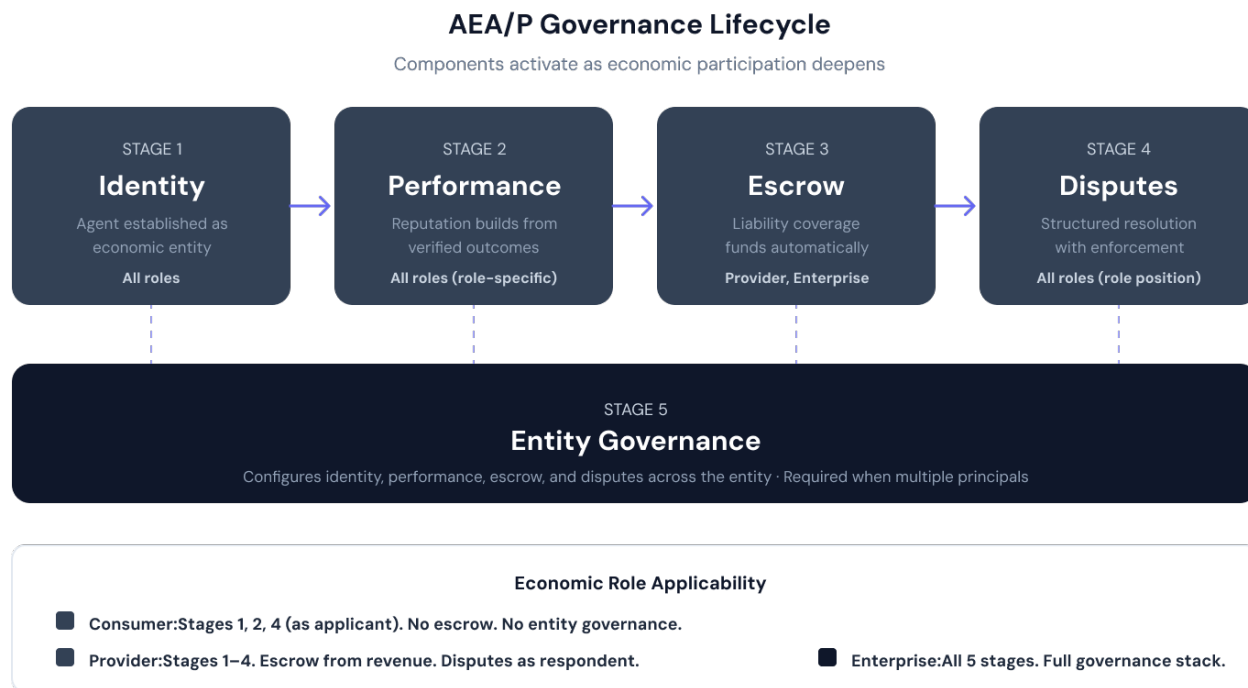 AEA/P Governance Lifecycle
Components activate as economic participation deepens
STAGE 1
Identity
Agent established as
economic entity
All roles
STAGE 2
Performance
Reputation builds from
verified outcomes
All roles (role-specific)
STAGE 3
Escrow
Liability coverage
funds automatically
Provider, Enterprise
STAGE 4
Disputes
Structured resolution
with enforcement
All roles (role position)
STAGE 5
Entity Governance
Configures identity, performance, escrow, and disputes across the entity · Required when multiple principals
Economic Role Applicability
Consumer:Stages 1, 2, 4 (as applicant). No escrow. No entity governance.
Provider:Stages 1–4. Escrow from revenue. Disputes as respondent.
Enterprise:All 5 stages. Full governance stack.